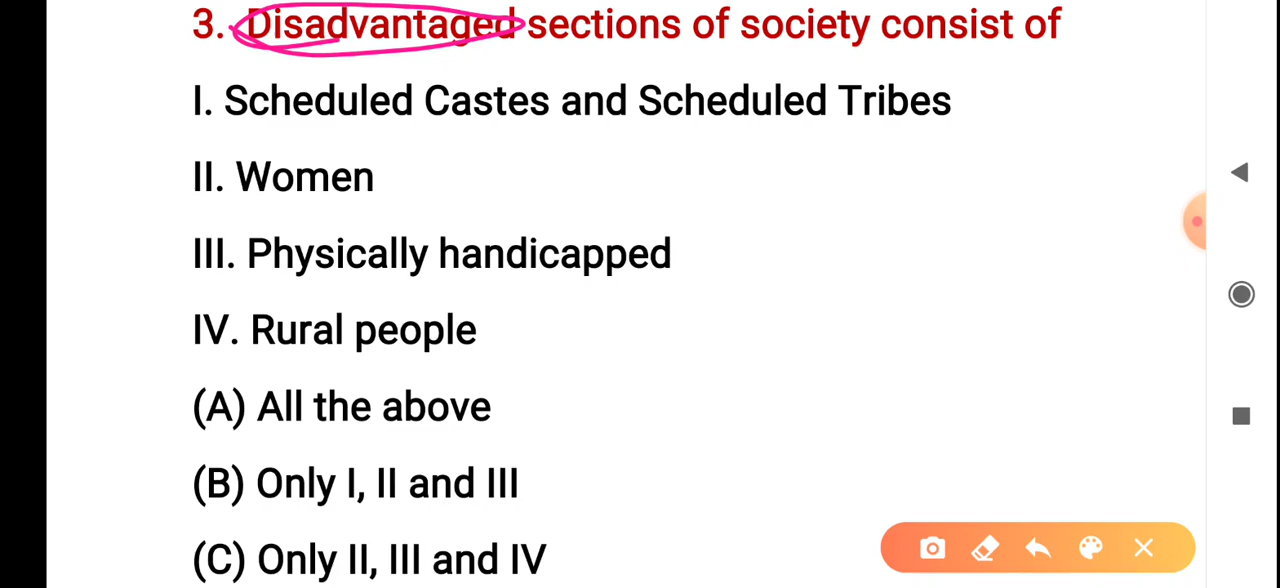 3. Disadvantaged sections of society consist of
I. Scheduled Castes and Scheduled Tribes
II. Women
III. Physically handicapped
IV. Rural people
(A) All the above
(B) Only I, II and III
(C) Only II, III and IV